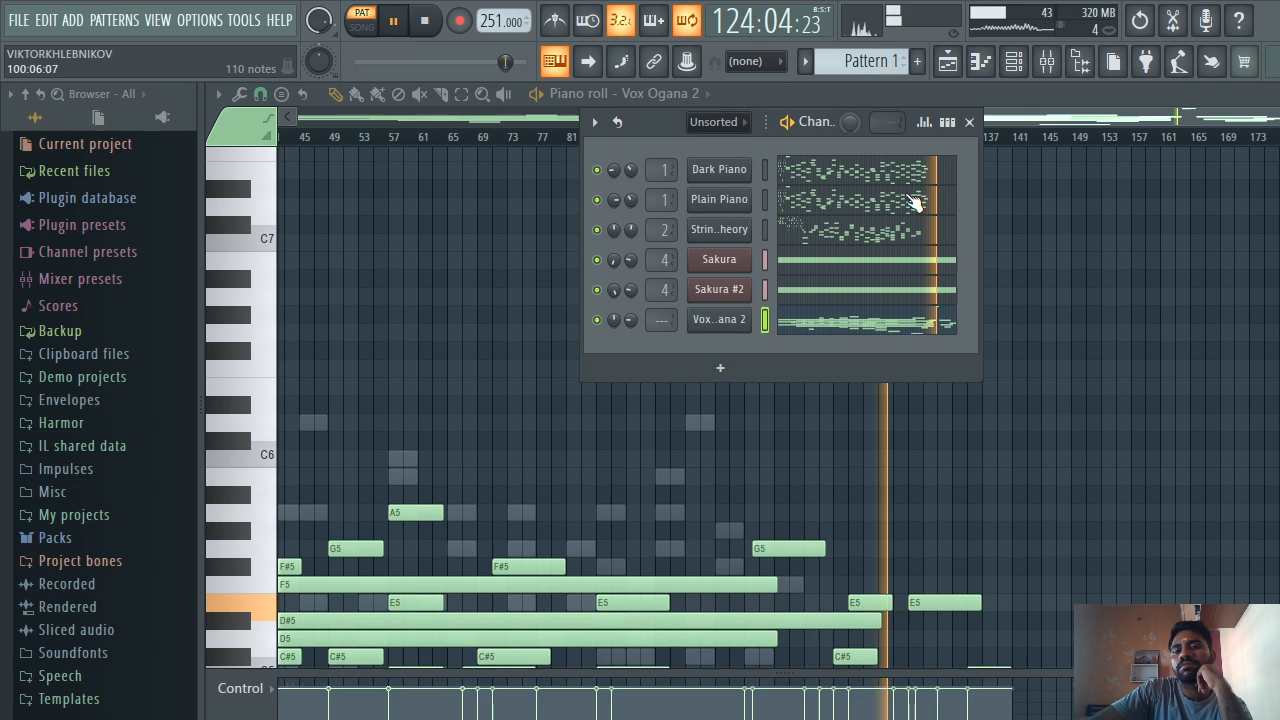 FILE EDIT ADD PATTERNS VIEW OPTIONS TOOLS HELP
PAT
SONG
251.000
3.2.
124:04:23
B:S:T
43
320 MB
4
VIKTORKHLEBNIKOV
100:06:07
110 notes
(none)
Pattern 1
Browser - All
Piano roll - Vox Ogana 2
Current project
Recent files
Plugin database
Plugin presets
Channel presets
Mixer presets
Scores
Backup
Clipboard files
Demo projects
Envelopes
Harmor
IL shared data
Impulses
Misc
My projects
Packs
Project bones
Recorded
Rendered
Sliced audio
Soundfonts
Speech
Templates
45 49 53 57 61 65 69 73 77 81
137 141 145 149 153 157 161 165 169 173
Unsorted
Chan..
1 Dark Piano
1 Plain Piano
2 Strin..heory
4 Sakura
4 Sakura #2
--- Vox..ana 2
+
C7
C6
A5
G5 G5
F#5 F#5
F5
E5 E5 E5 E5
D#5
D5
C#5 C#5 C#5 C#5
Control